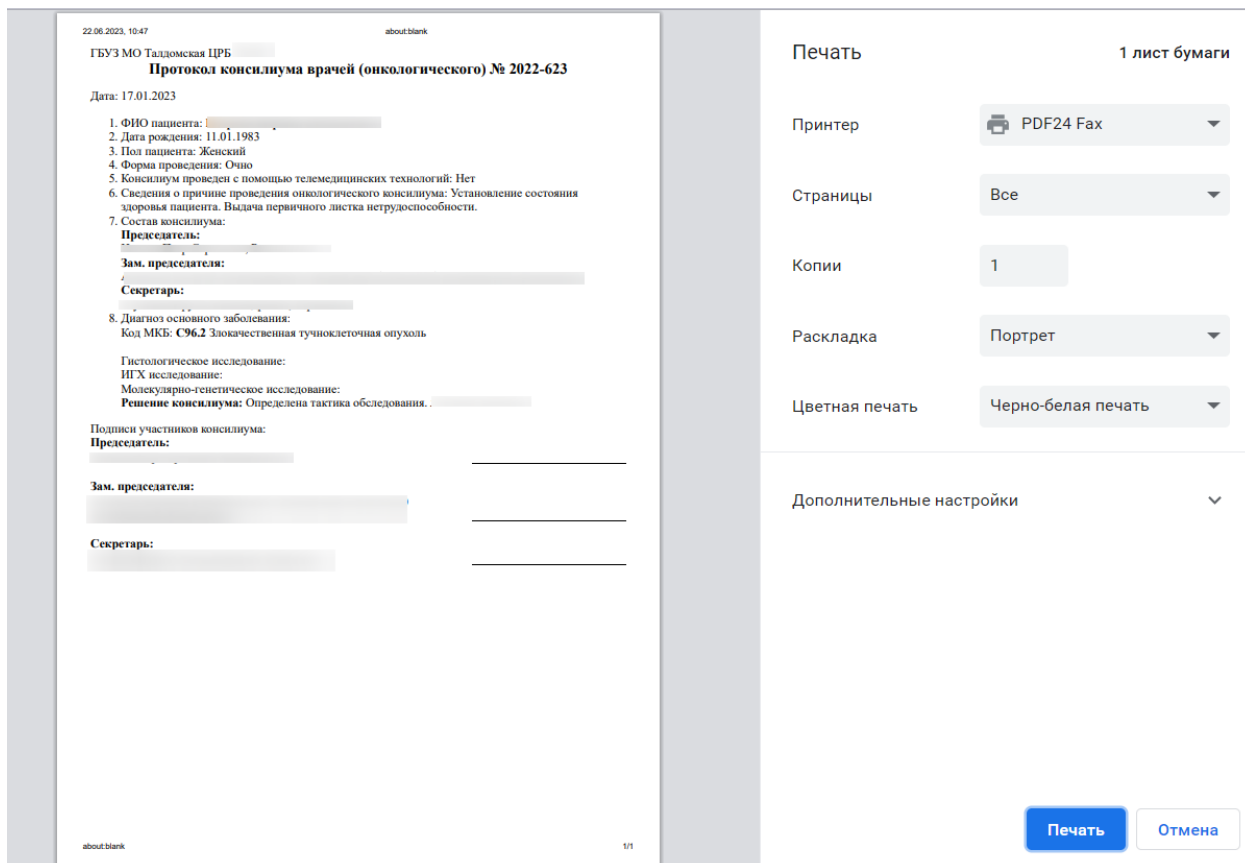 22.06.2023, 10:47
about:blank
ГБУЗ МО Талдомская ЦРБ
Протокол консилиума врачей (онкологического) № 2022-623
Дата: 17.01.2023
1. ФИО пациента:
2. Дата рождения: 11.01.1983
3. Пол пациента: Женский
4. Форма проведения: Очно
5. Консилиум проведен с помощью телемедицинских технологий: Нет
6. Сведения о причине проведения онкологического консилиума: Установление состояния
здоровья пациента. Выдача первичного листка нетрудоспособности.
7. Состав консилиума:
Председатель:
Зам. председателя:
Секретарь:
8. Диагноз основного заболевания:
Код МКБ: C96.2 Злокачественная тучноклеточная опухоль
Гистологическое исследование:
ИГХ исследование:
Молекулярно-генетическое исследование:
Решение консилиума: Определена тактика обследования.
Подписи участников консилиума:
Председатель:
Зам. председателя:
Секретарь:
about:blank
1/1
Печать
1 лист бумаги
Принтер
PDF24 Fax
Страницы
Все
Копии
1
Раскладка
Портрет
Цветная печать
Черно-белая печать
Дополнительные настройки
Печать
Отмена